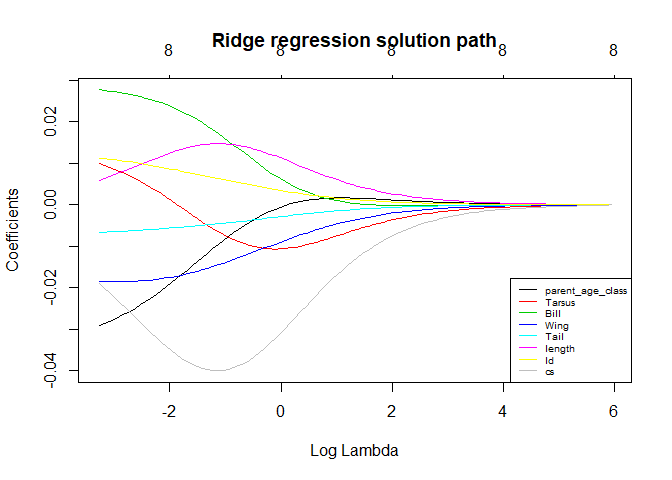 Ridge regression solution path
8 8 8 8 8
Coefficients
0.02
0.00
-0.02
-0.04
parent_age_class
Tarsus
Bill
Wing
Tail
length
ld
cs
-2 0 2 4 6
Log Lambda